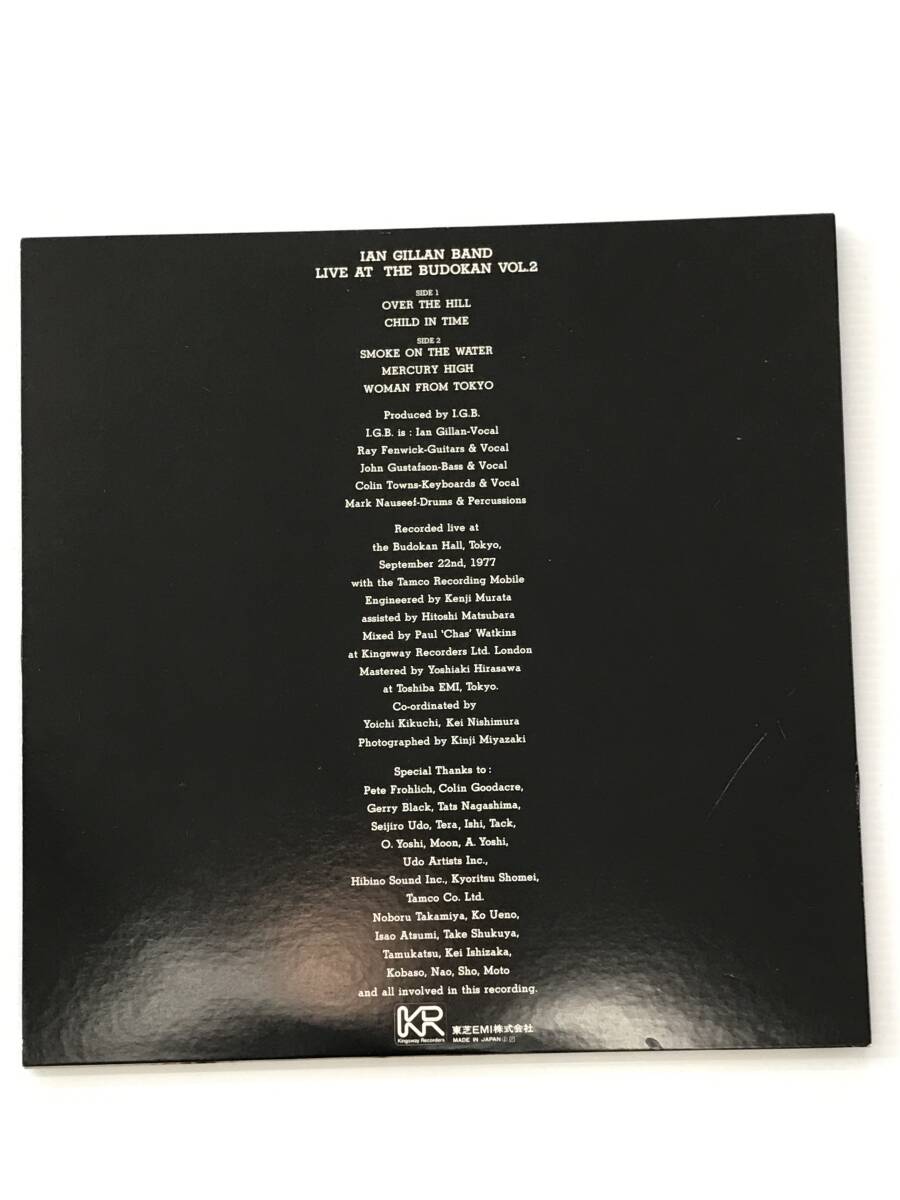 IAN GILLAN BAND
LIVE AT THE BUDOKAN VOL.2
SIDE 1
OVER THE HILL
CHILD IN TIME
SIDE 2
SMOKE ON THE WATER
MERCURY HIGH
WOMAN FROM TOKYO
Produced by I.G.B.
I.G.B. is : Ian Gillan-Vocal
Ray Fenwick-Guitars & Vocal
John Gustafson-Bass & Vocal
Colin Towns-Keyboards & Vocal
Mark Nauseef-Drums & Percussions
Recorded live at
the Budokan Hall, Tokyo,
September 22nd, 1977
with the Tamco Recording Mobile
Engineered by Kenji Murata
assisted by Hitoshi Matsubara
Mixed by Paul 'Chas' Watkins
at Kingsway Recorders Ltd. London
Mastered by Yoshiaki Hirasawa
at Toshiba EMI, Tokyo.
Co-ordinated by
Yoichi Kikuchi, Kei Nishimura
Photographed by Kinji Miyazaki
Special Thanks to :
Pete Frohlich, Colin Goodacre,
Gerry Black, Tats Nagashima,
Seijiro Udo, Tera, Ishi, Tack,
O. Yoshi, Moon, A. Yoshi,
Udo Artists Inc.,
Hibino Sound Inc., Kyoritsu Shomei,
Tamco Co. Ltd.
Noboru Takamiya, Ko Ueno,
Isao Atsumi, Take Shukuya,
Tamukatsu, Kei Ishizaka,
Kobaso, Nao, Sho, Moto
and all involved in this recording.
KR
Kingsway Recorders
東芝EMI株式会社
MADE IN JAPAN